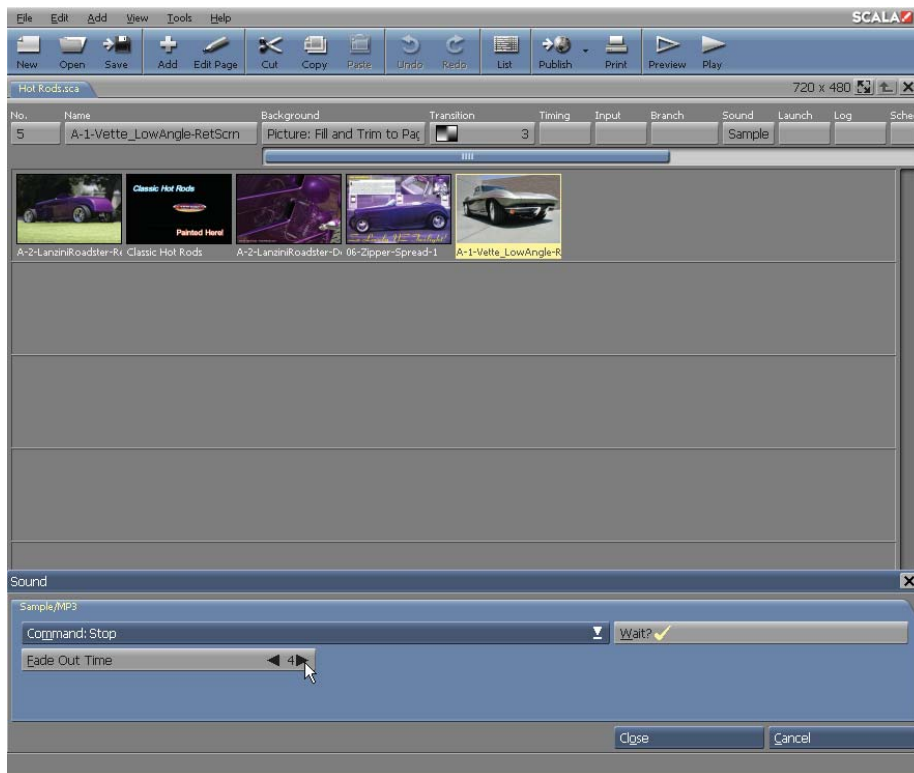 File Edit Add View Tools Help SCALA
New Open Save Add Edit Page Cut Copy Paste Undo Redo List Publish Print Preview Play
Hot Rods.sca 720 x 480
No. Name Background Transition Timing Input Branch Sound Launch Log Sche
5 A-1-Vette_LowAngle-RetScrn Picture: Fill and Trim to Pag 3 Sample
Classic Hot Rods
Painted Here!
A-2-LanziniRoadster-Re Classic Hot Rods A-2-LanziniRoadster-De 06-Zipper-Spread-1 A-1-Vette_LowAngle-R
Sound
Sample/MP3
Command: Stop Wait?
Fade Out Time 4
Close Cancel